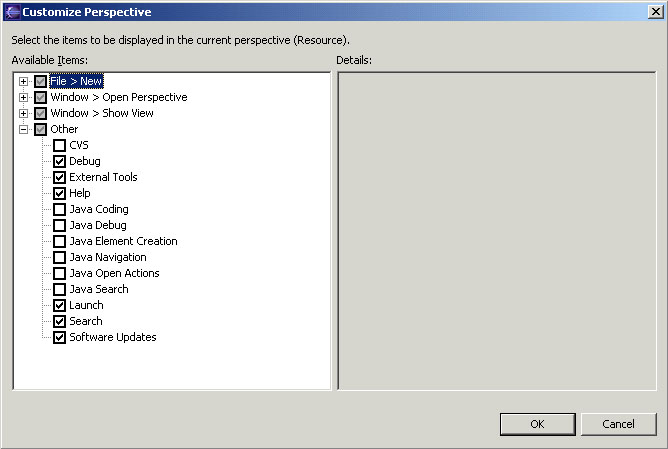 Customize Perspective
Select the items to be displayed in the current perspective (Resource).
Available Items:
Details:
File > New
Window > Open Perspective
Window > Show View
Other
CVS
Debug
External Tools
Help
Java Coding
Java Debug
Java Element Creation
Java Navigation
Java Open Actions
Java Search
Launch
Search
Software Updates
OK
Cancel